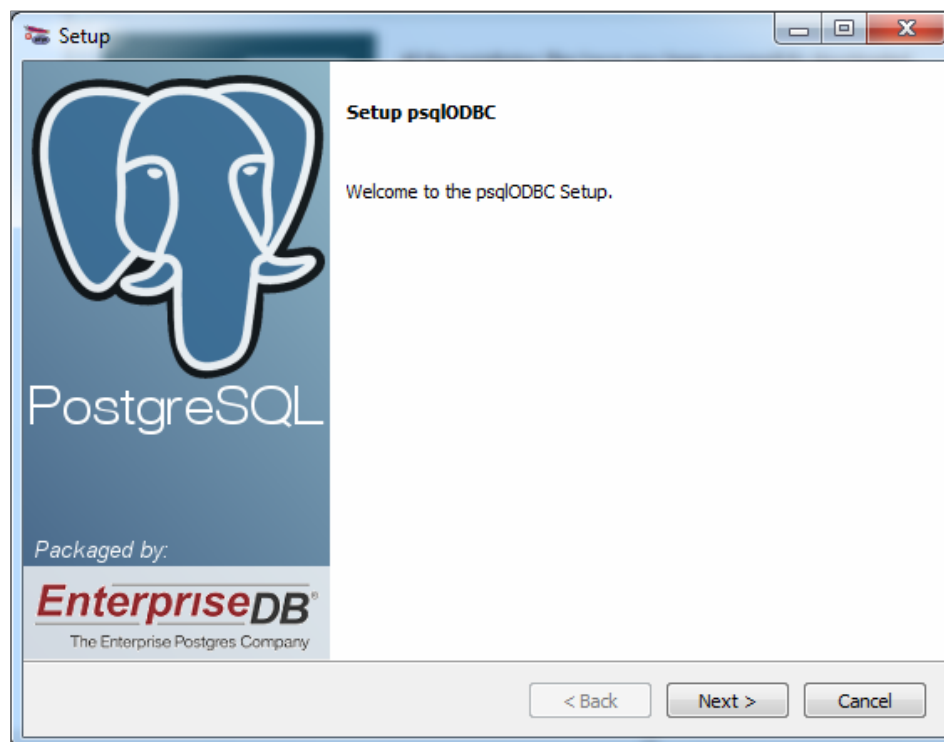 Setup
Setup psqlODBC
Welcome to the psqlODBC Setup.
PostgreSQL
Packaged by:
EnterpriseDB®
The Enterprise Postgres Company
< Back
Next >
Cancel